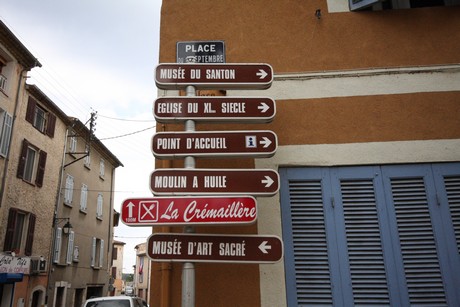 PLACE
SEPTEMBRE
MUSÉE DU SANTON
EGLISE DU XI E SIECLE
POINT D'ACCUEIL i
MOULIN A HUILE
La Crémaillère
MUSÉE D'ART SACRÉ